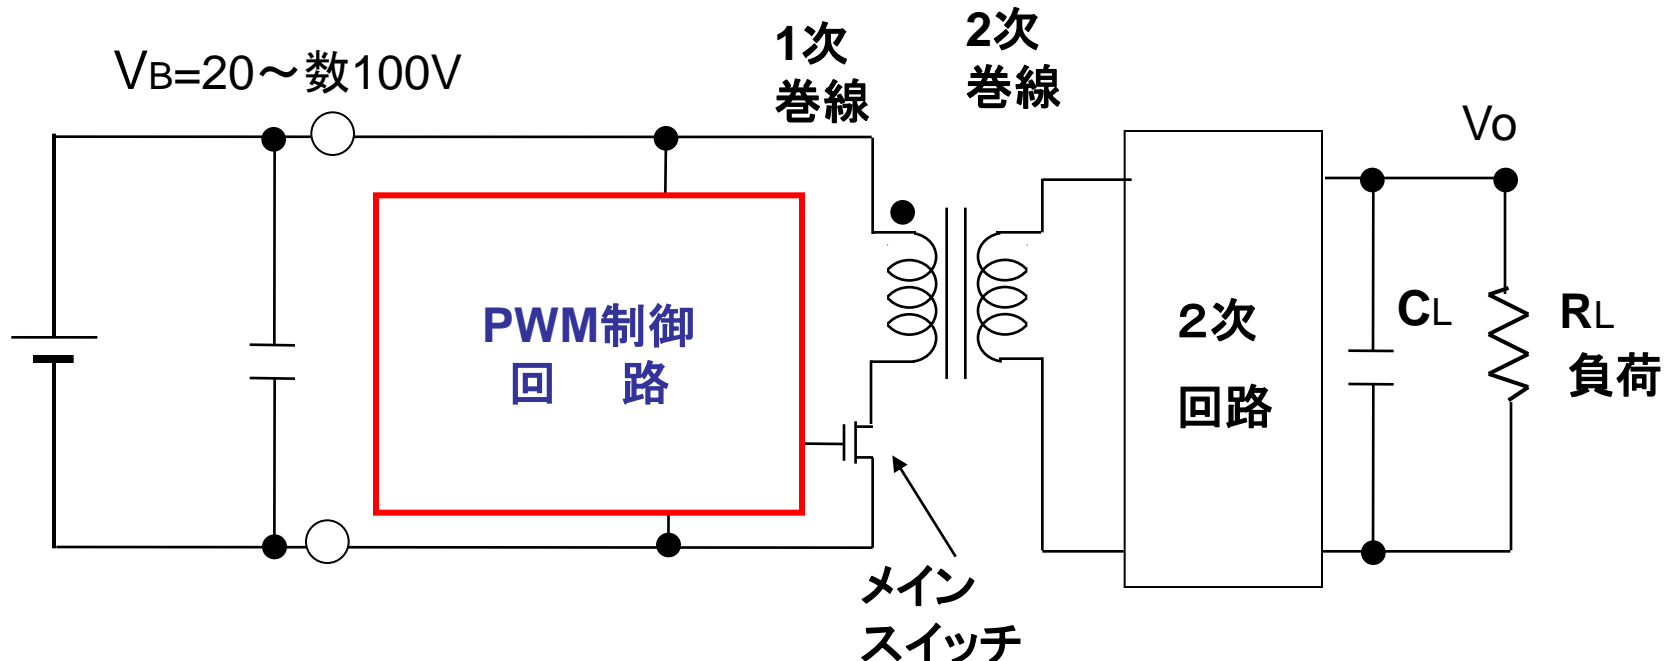 VB=20～数100V
1次
巻線
2次
巻線
Vo
PWM制御
回　路
２次
回路
CL
RL
負荷
メイン
スイッチ